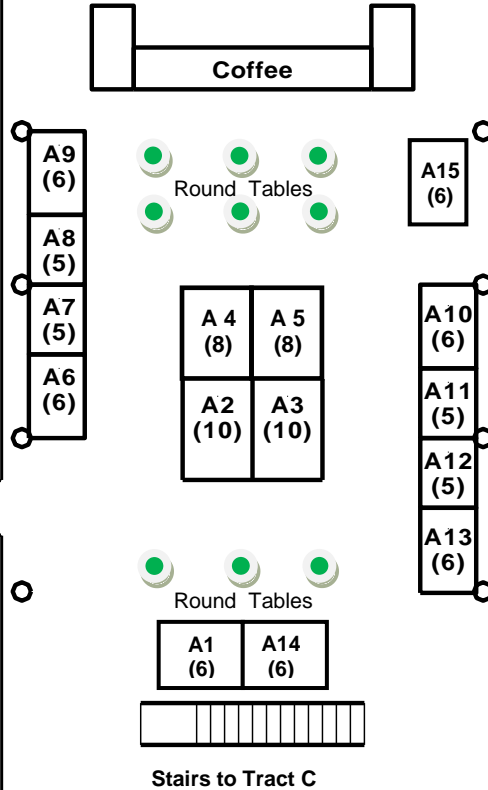 Coffee
A9
(6)
A8
(5)
A7
(5)
A6
(6)
Round Tables
A15
(6)
A 4
(8)
A 5
(8)
A2
(10)
A3
(10)
A10
(6)
A11
(5)
A12
(5)
A13
(6)
Round Tables
A1
(6)
A14
(6)
Stairs to Tract C